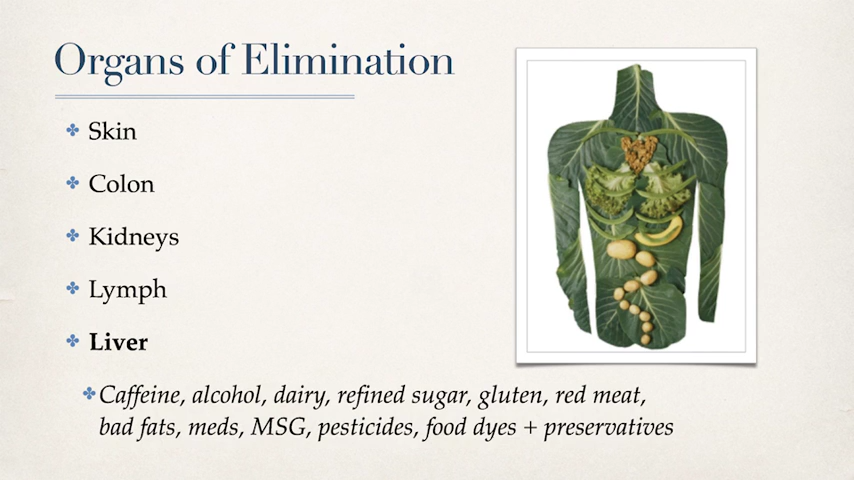 Organs of Elimination
Skin
Colon
Kidneys
Lymph
Liver
Caffeine, alcohol, dairy, refined sugar, gluten, red meat,
bad fats, meds, MSG, pesticides, food dyes + preservatives